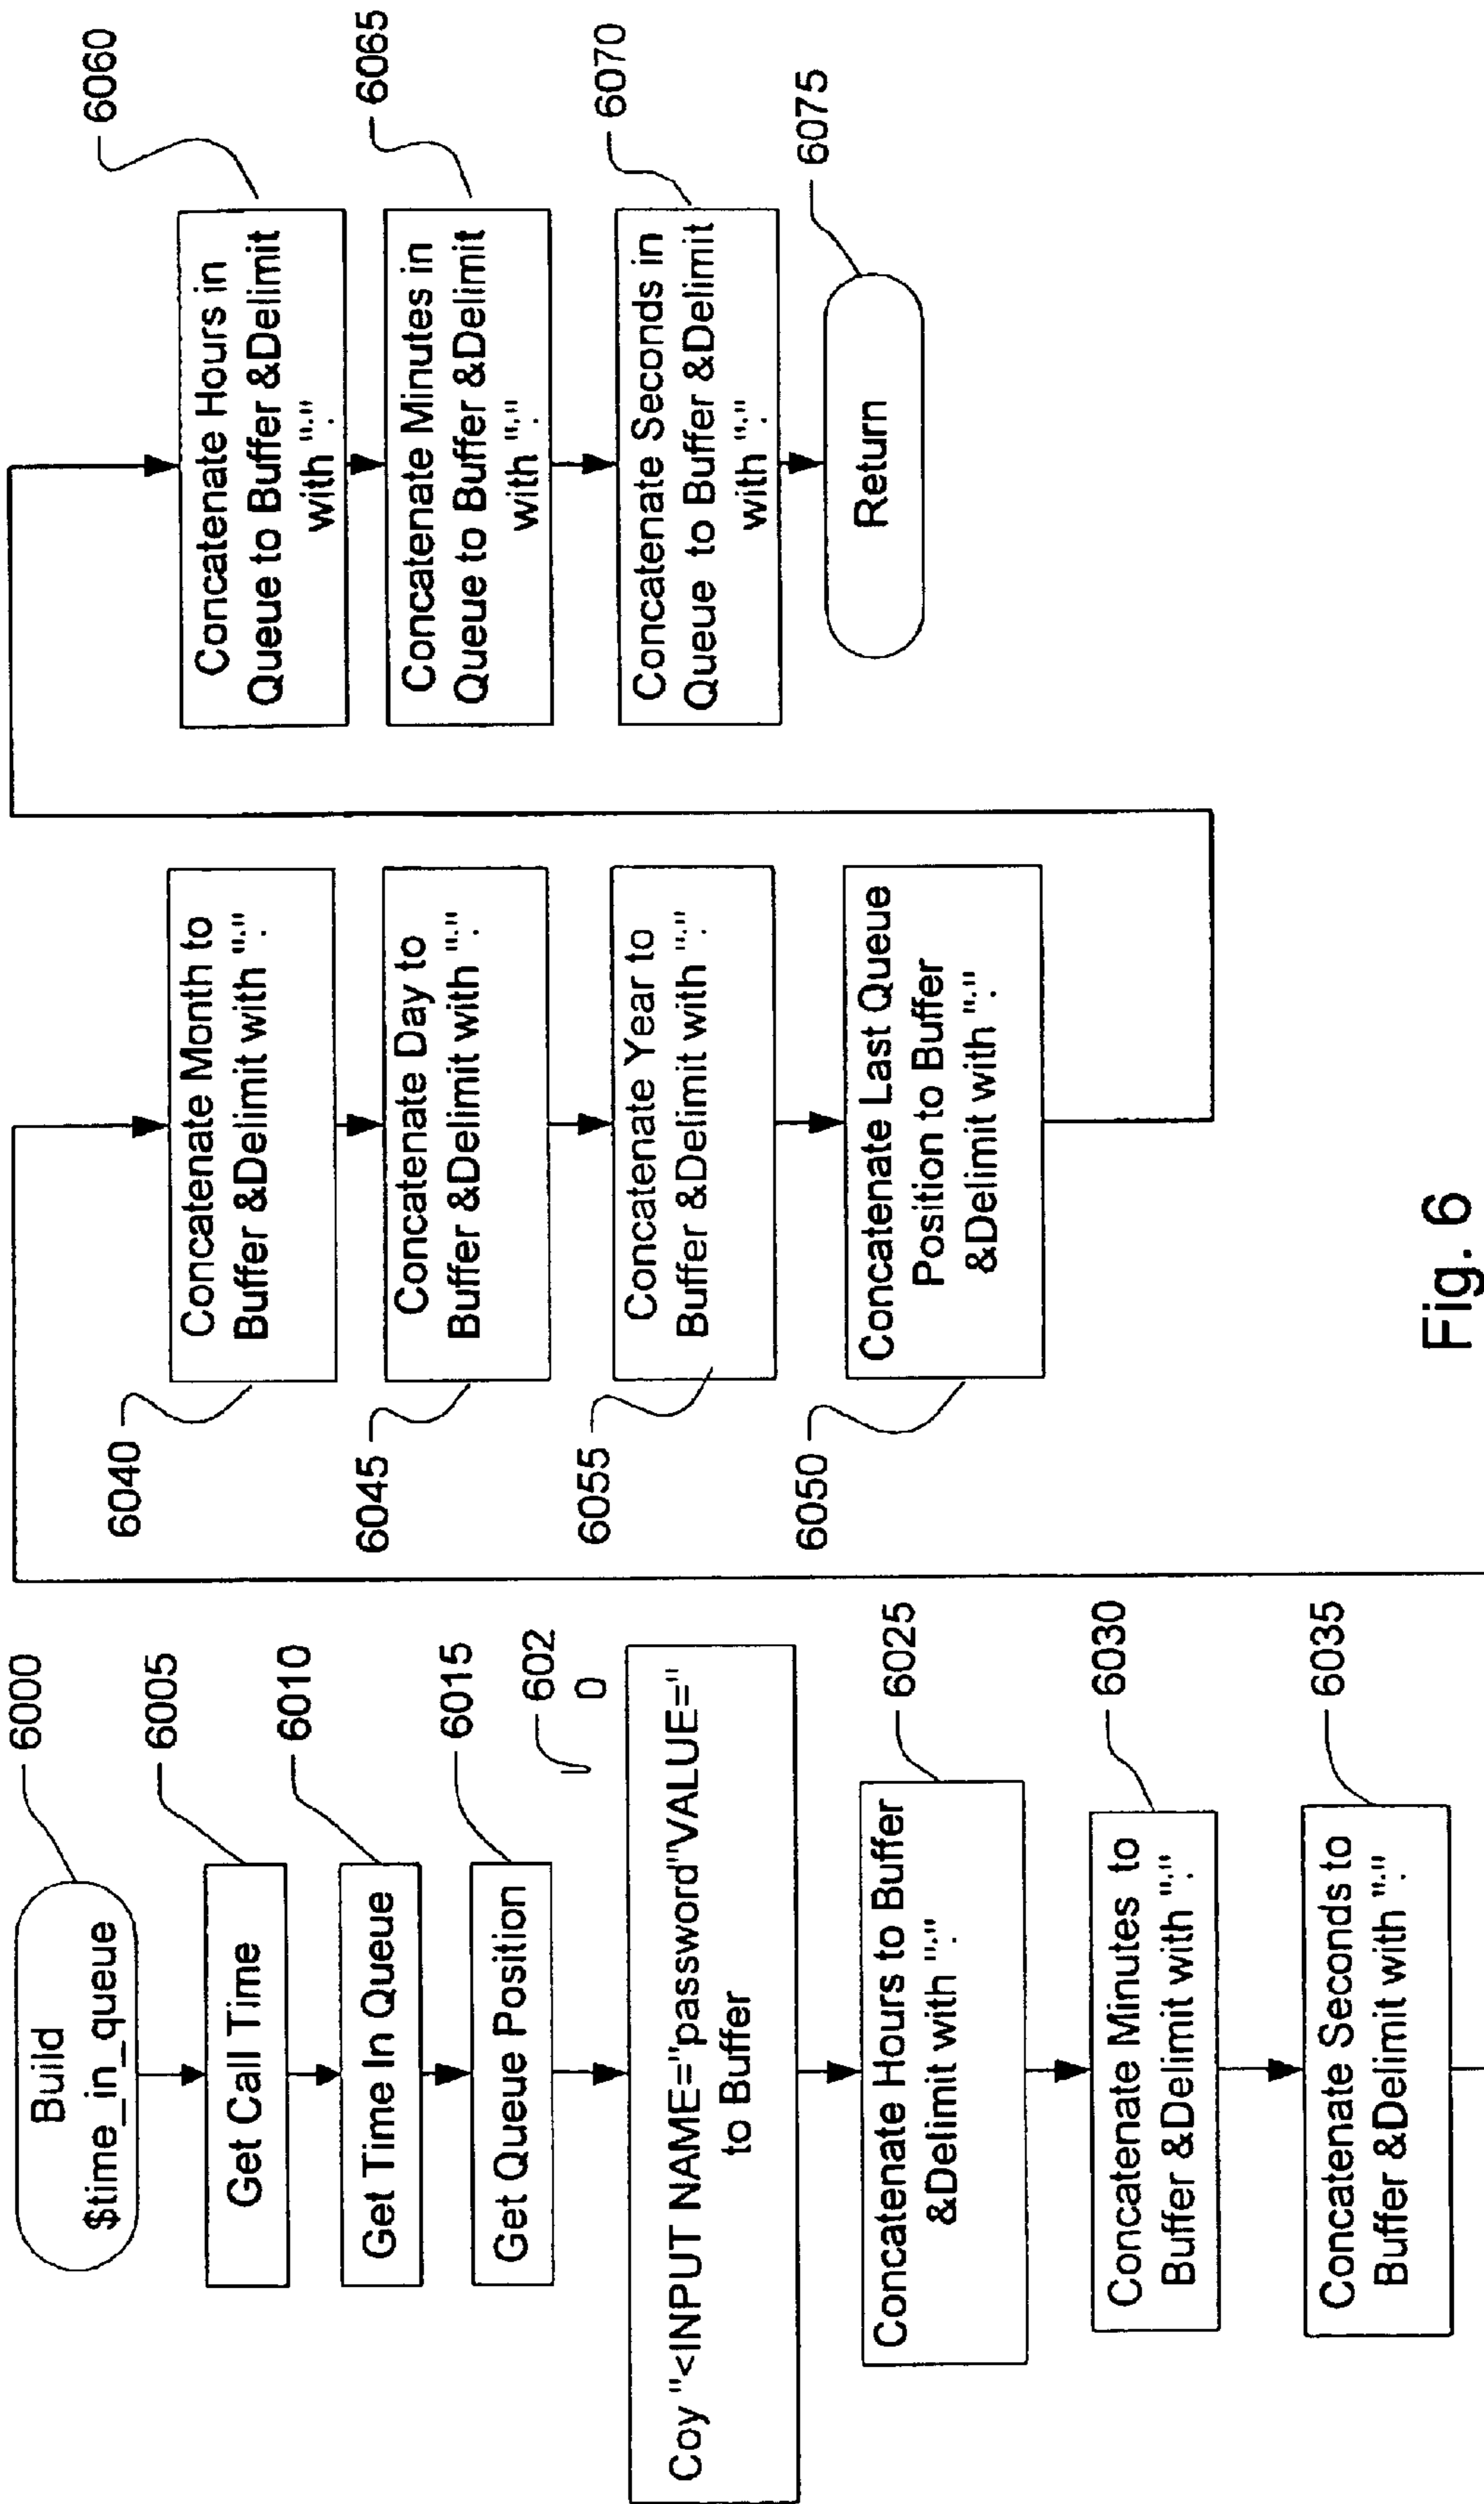 Build
$time_in_queue
6000
Get Call Time
6005
Get Time In Queue
6010
Get Queue Position
6015
602
0
Coy "<INPUT NAME="password"VALUE="
to Buffer
Concatenate Hours to Buffer
&Delimit with ":"
6025
Concatenate Minutes to
Buffer &Delimit with ":"
6030
Concatenate Seconds to
Buffer &Delimit with ":"
6035
6040
Concatenate Month to
Buffer &Delimit with ":"
6045
Concatenate Day to
Buffer &Delimit with ":"
6055
Concatenate Year to
Buffer &Delimit with ":"
6050
Concatenate Last Queue
Position to Buffer
&Delimit with ":"
Concatenate Hours in
Queue to Buffer &Delimit
with ":"
6060
Concatenate Minutes in
Queue to Buffer &Delimit
with ":"
6065
Concatenate Seconds in
Queue to Buffer &Delimit
with ":"
6070
Return
6075
Fig. 6